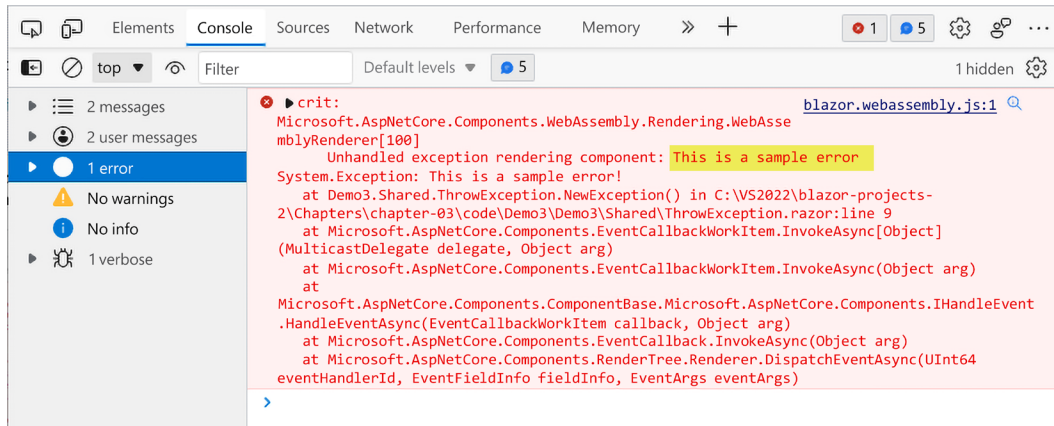 Elements Console Sources Network Performance Memory 1 5
top Filter Default levels 5 1 hidden
2 messages
2 user messages
1 error
No warnings
No info
1 verbose
crit: blazor.webassembly.js:1
Microsoft.AspNetCore.Components.WebAssembly.Rendering.WebAsse
mblyRenderer[100]
Unhandled exception rendering component: This is a sample error
System.Exception: This is a sample error!
at Demo3.Shared.ThrowException.NewException() in C:\VS2022\blazor-projects-
2\Chapters\chapter-03\code\Demo3\Demo3\Shared\ThrowException.razor:line 9
at Microsoft.AspNetCore.Components.EventCallbackWorkItem.InvokeAsync[Object]
(MulticastDelegate delegate, Object arg)
at Microsoft.AspNetCore.Components.EventCallbackWorkItem.InvokeAsync(Object arg)
at
Microsoft.AspNetCore.Components.ComponentBase.Microsoft.AspNetCore.Components.IHandleEvent
.HandleEventAsync(EventCallbackWorkItem callback, Object arg)
at Microsoft.AspNetCore.Components.EventCallback.InvokeAsync(Object arg)
at Microsoft.AspNetCore.Components.RenderTree.Renderer.DispatchEventAsync(UInt64
eventHandlerId, EventFieldInfo fieldInfo, EventArgs eventArgs)